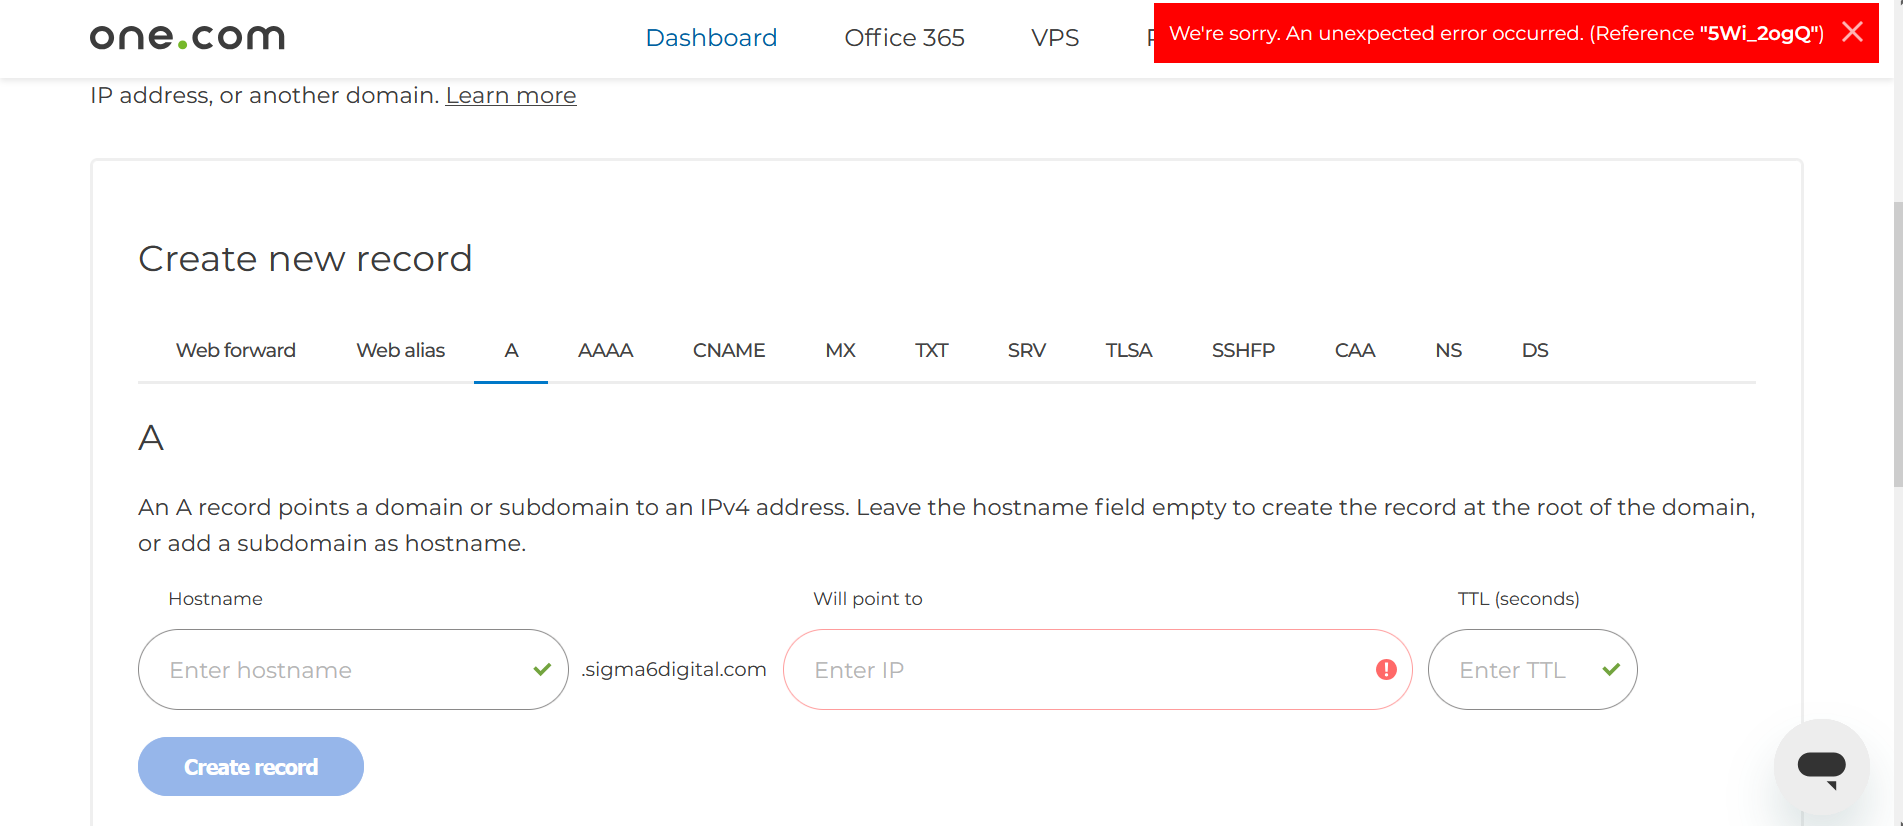 one.com
Dashboard
Office 365
VPS
We're sorry. An unexpected error occurred. (Reference "5Wi_2ogQ")
IP address, or another domain. Learn more
Create new record
Web forward
Web alias
A
AAAA
CNAME
MX
TXT
SRV
TLSA
SSHFP
CAA
NS
DS
A
An A record points a domain or subdomain to an IPv4 address. Leave the hostname field empty to create the record at the root of the domain,
or add a subdomain as hostname.
Hostname
Will point to
TTL (seconds)
Enter hostname
.sigma6digital.com
Enter IP
Enter TTL
Create record